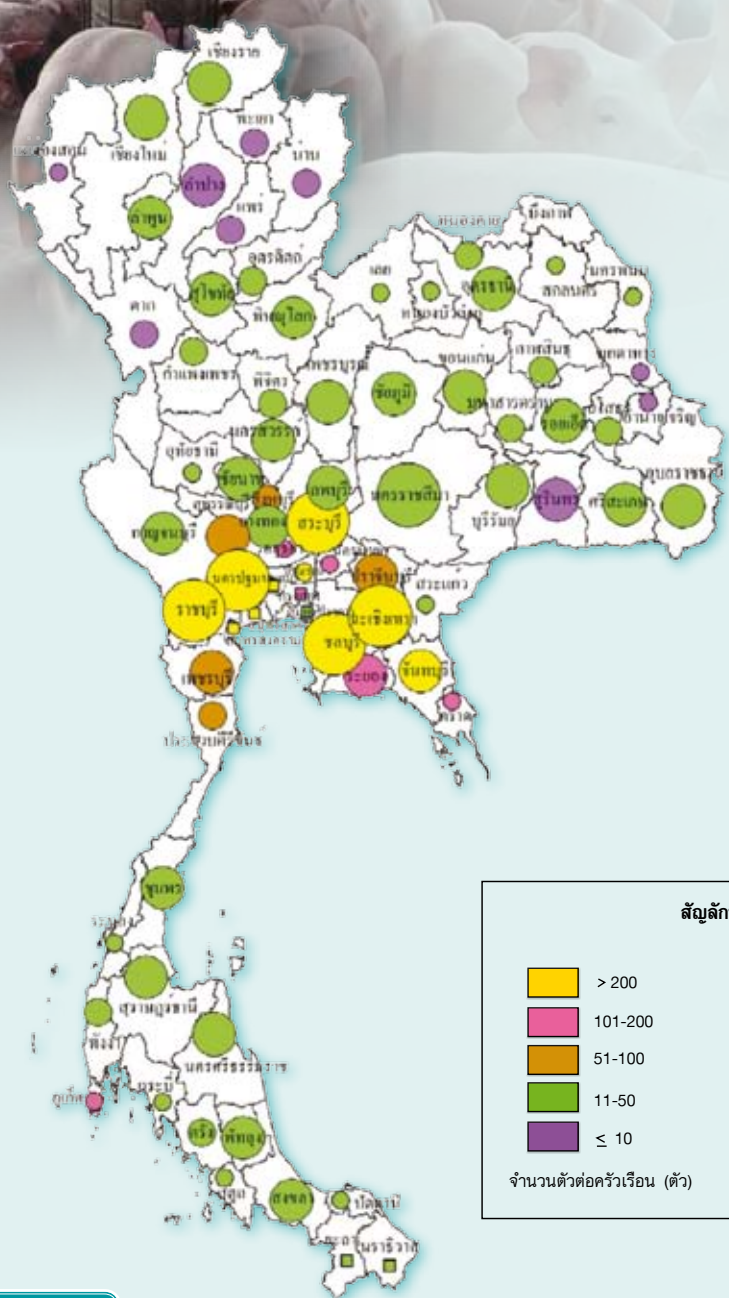 เชียงราย
พะเยา
เชียงใหม่
น่าน
ลำปาง
แพร่
ลำพูน
อุตรดิตถ์
บึงกาฬ
เลย
สุโขทัย
อุดรธานี
สกลนคร
นครพนม
ตาก
พิษณุโลก
กำแพงเพชร
พิจิตร
เพชรบูรณ์
ขอนแก่น
กาฬสินธุ์
มุกดาหาร
ชัยภูมิ
มหาสารคาม
ร้อยเอ็ด
ยโสธร
อำนาจเจริญ
นครสวรรค์
อุทัยธานี
ชัยนาท
ลพบุรี
นครราชสีมา
บุรีรัมย์
สุรินทร์
ศรีสะเกษ
อุบลราชธานี
กาญจนบุรี
อ่างทอง
สระบุรี
ปราจีนบุรี
สระแก้ว
นครปฐม
ราชบุรี
ฉะเชิงเทรา
ชลบุรี
จันทบุรี
เพชรบุรี
ระยอง
ตราด
ประจวบคีรีขันธ์
ชุมพร
ระนอง
สุราษฎร์ธานี
พังงา
นครศรีธรรมราช
กระบี่
ภูเก็ต
ตรัง
พัทลุง
สตูล
สงขลา
ปัตตานี
ยะลา
นราธิวาส
> 200
101-200
51-100
11-50
≤ 10
จำนวนตัวต่อครัวเรือน (ตัว)